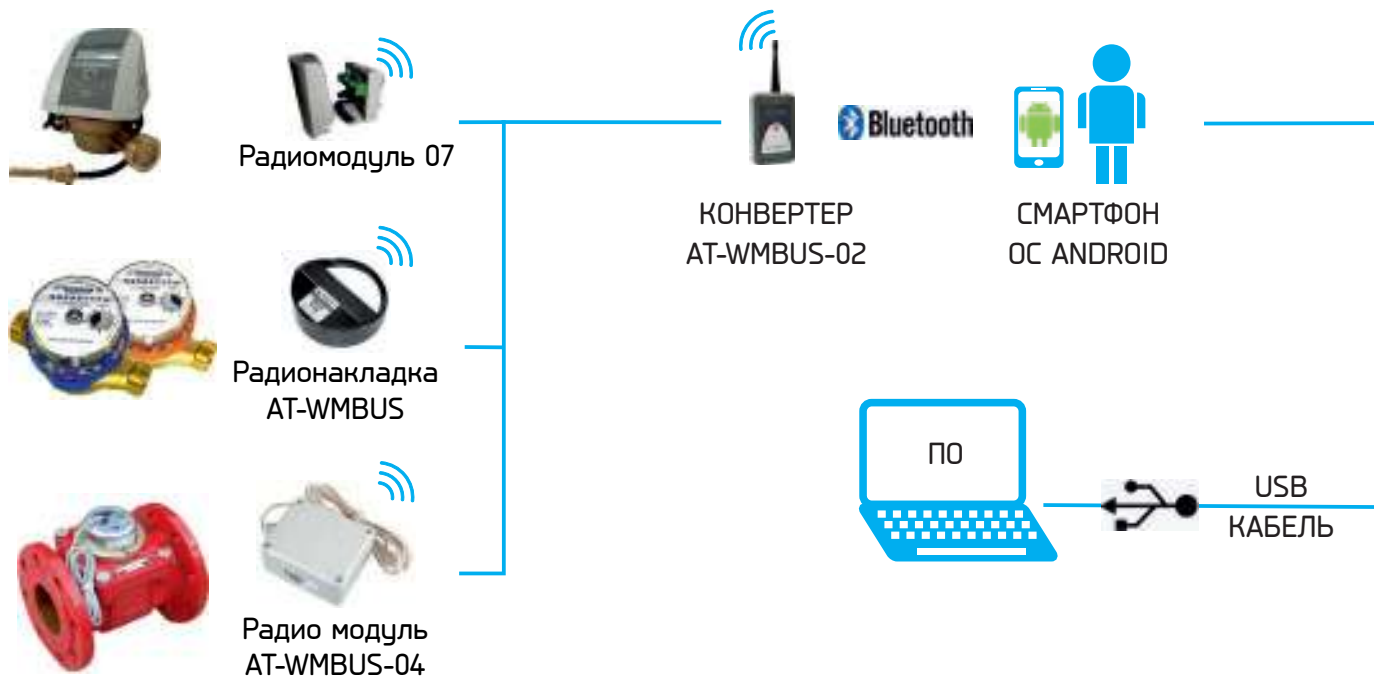 Радиомодуль 07
Bluetooth
КОНВЕРТЕР
AT-WMBUS-02
СМАРТФОН
ОС ANDROID
Радионакладка
AT-WMBUS
ПО
USB
КАБЕЛЬ
Радио модуль
AT-WMBUS-04